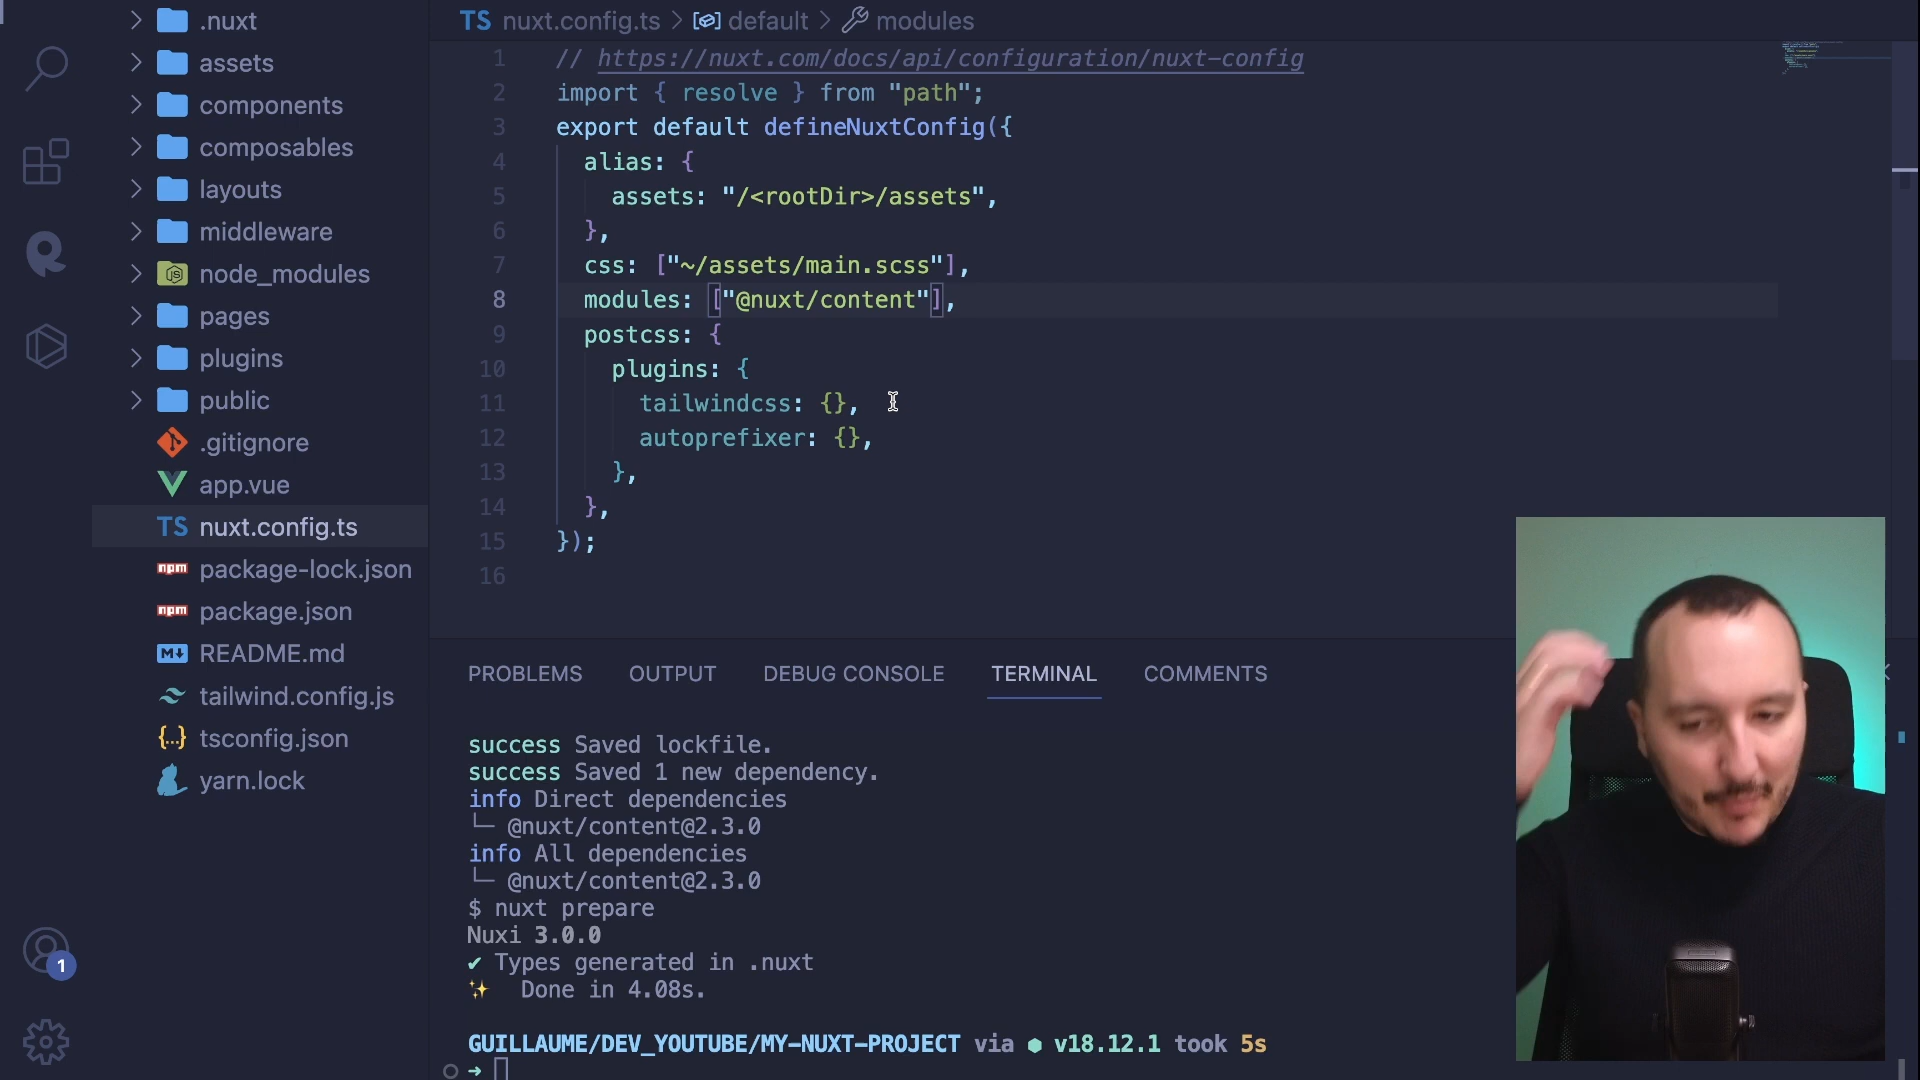 .nuxt
assets
components
composables
layouts
middleware
node_modules
pages
plugins
public
.gitignore
app.vue
TS nuxt.config.ts
npm package-lock.json
npm package.json
M README.md
tailwind.config.js
{...} tsconfig.json
yarn.lock
1
TS nuxt.config.ts > default > modules
1 // https://nuxt.com/docs/api/configuration/nuxt-config
2 import { resolve } from "path";
3 export default defineNuxtConfig({
4 alias: {
5 assets: "/<rootDir>/assets",
6 },
7 css: ["~/assets/main.scss"],
8 modules: ["@nuxt/content"],
9 postcss: {
10 plugins: {
11 tailwindcss: {},
12 autoprefixer: {},
13 },
14 },
15 });
16
PROBLEMS OUTPUT DEBUG CONSOLE TERMINAL COMMENTS
success Saved lockfile.
success Saved 1 new dependency.
info Direct dependencies
└─ @nuxt/content@2.3.0
info All dependencies
└─ @nuxt/content@2.3.0
$ nuxt prepare
Nuxi 3.0.0
✔ Types generated in .nuxt
✨ Done in 4.08s.
GUILLAUME/DEV_YOUTUBE/MY-NUXT-PROJECT via ⬢ v18.12.1 took 5s
➜